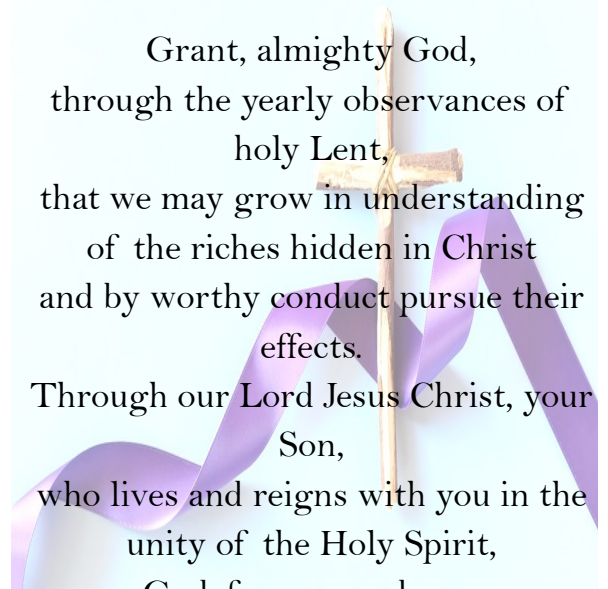 Grant, almighty God,
through the yearly observances of
holy Lent,
that we may grow in understanding
of the riches hidden in Christ
and by worthy conduct pursue their
effects.
Through our Lord Jesus Christ, your
Son,
who lives and reigns with you in the
unity of the Holy Spirit,